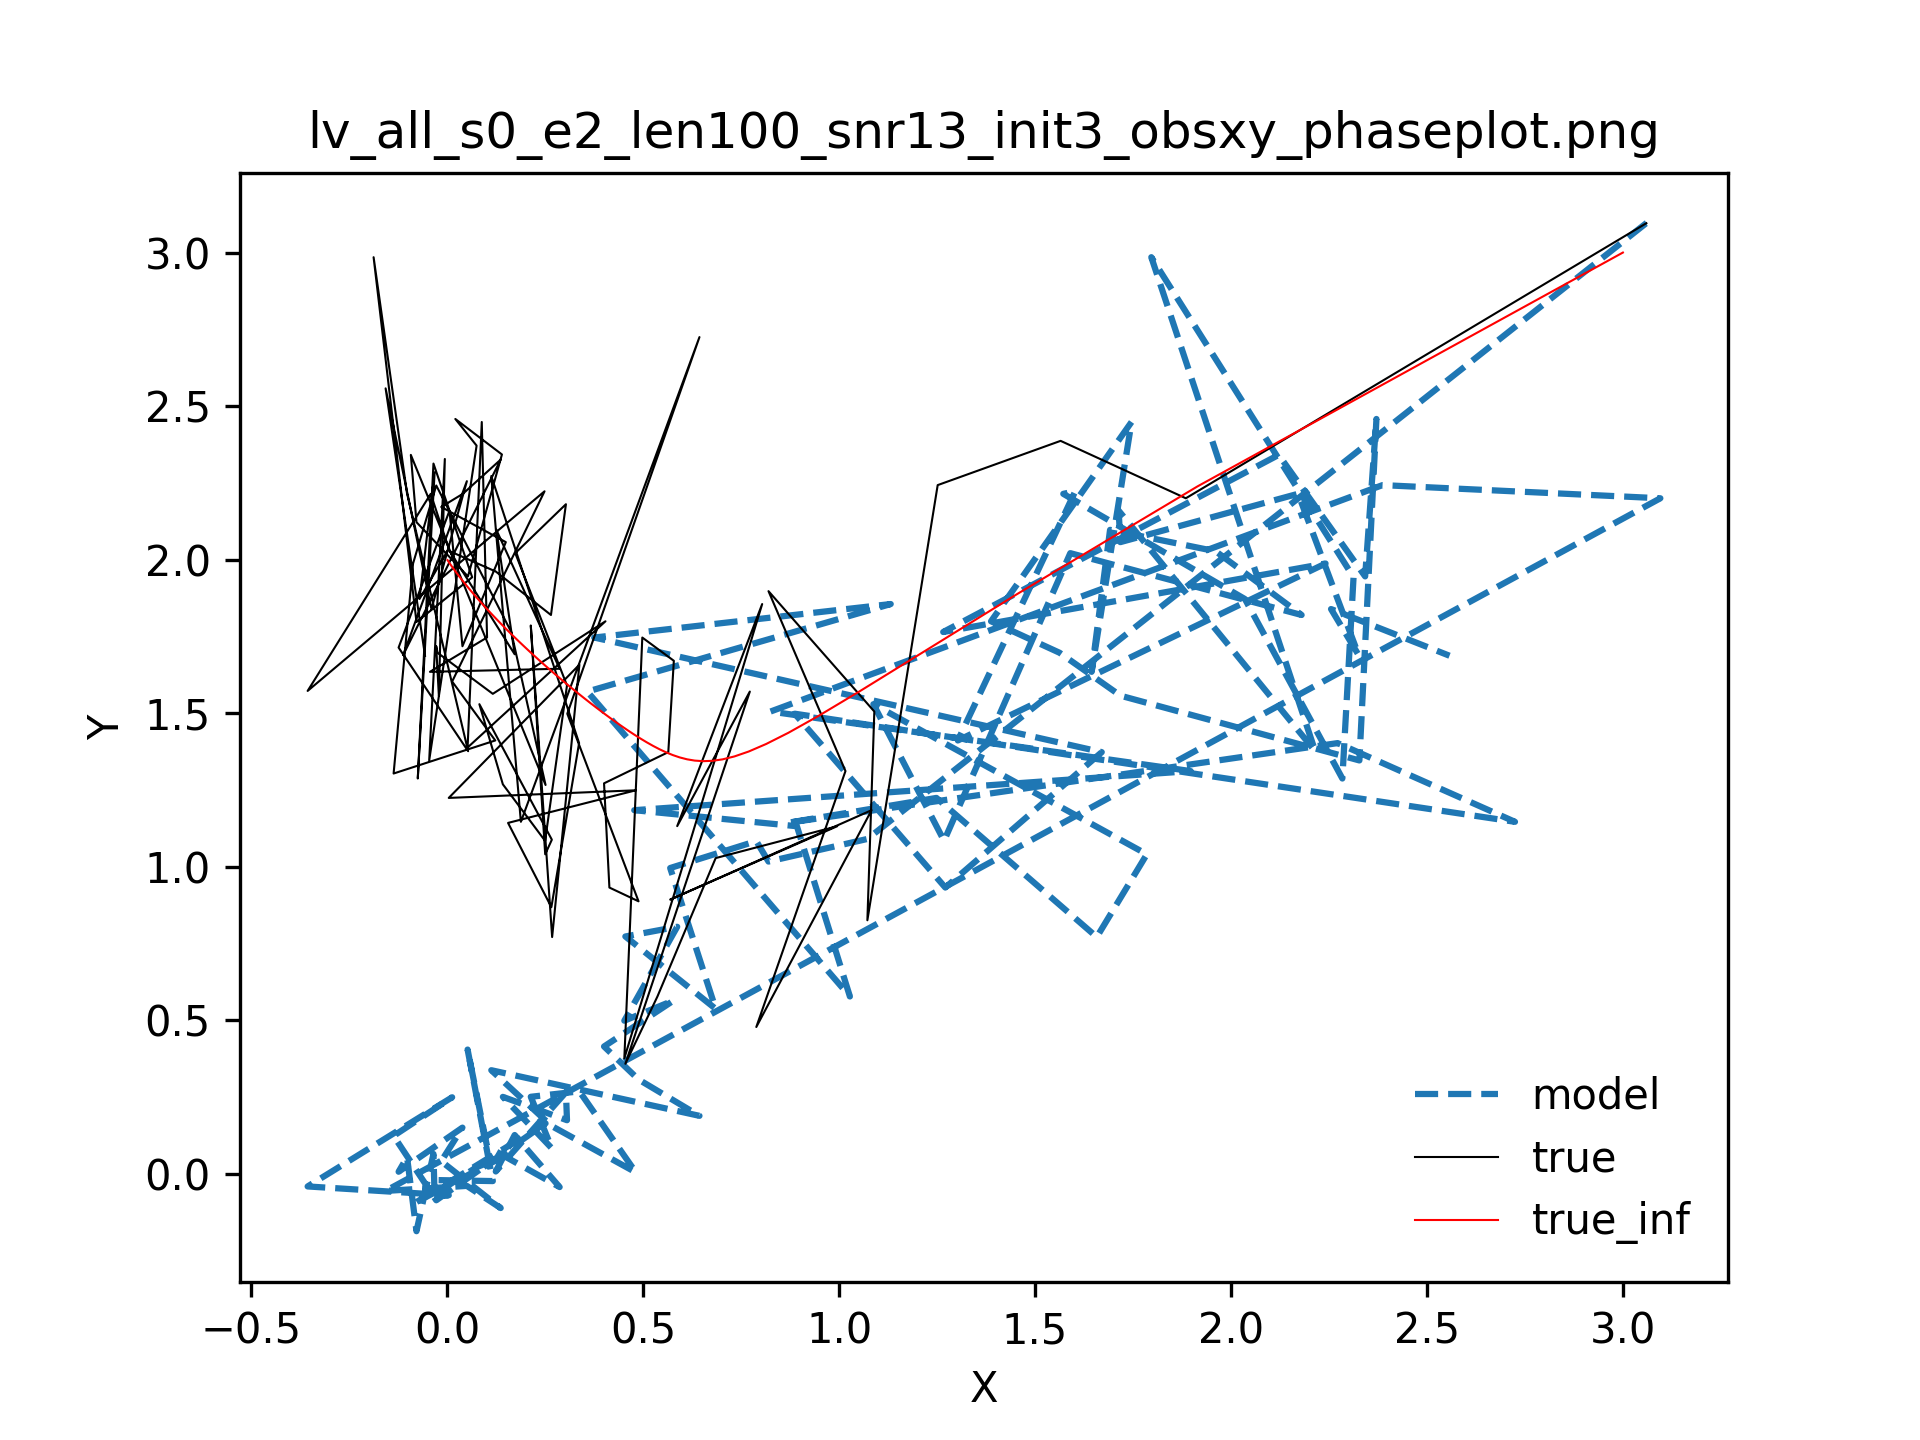 lv_all_s0_e2_len100_snr13_init3_obsxy_phaseplot.png
3.0
2.5
2.0
1.5
1.0
0.5
0.0
Y
model
true
true_inf
−0.5 0.0 0.5 1.0 1.5 2.0 2.5 3.0
X